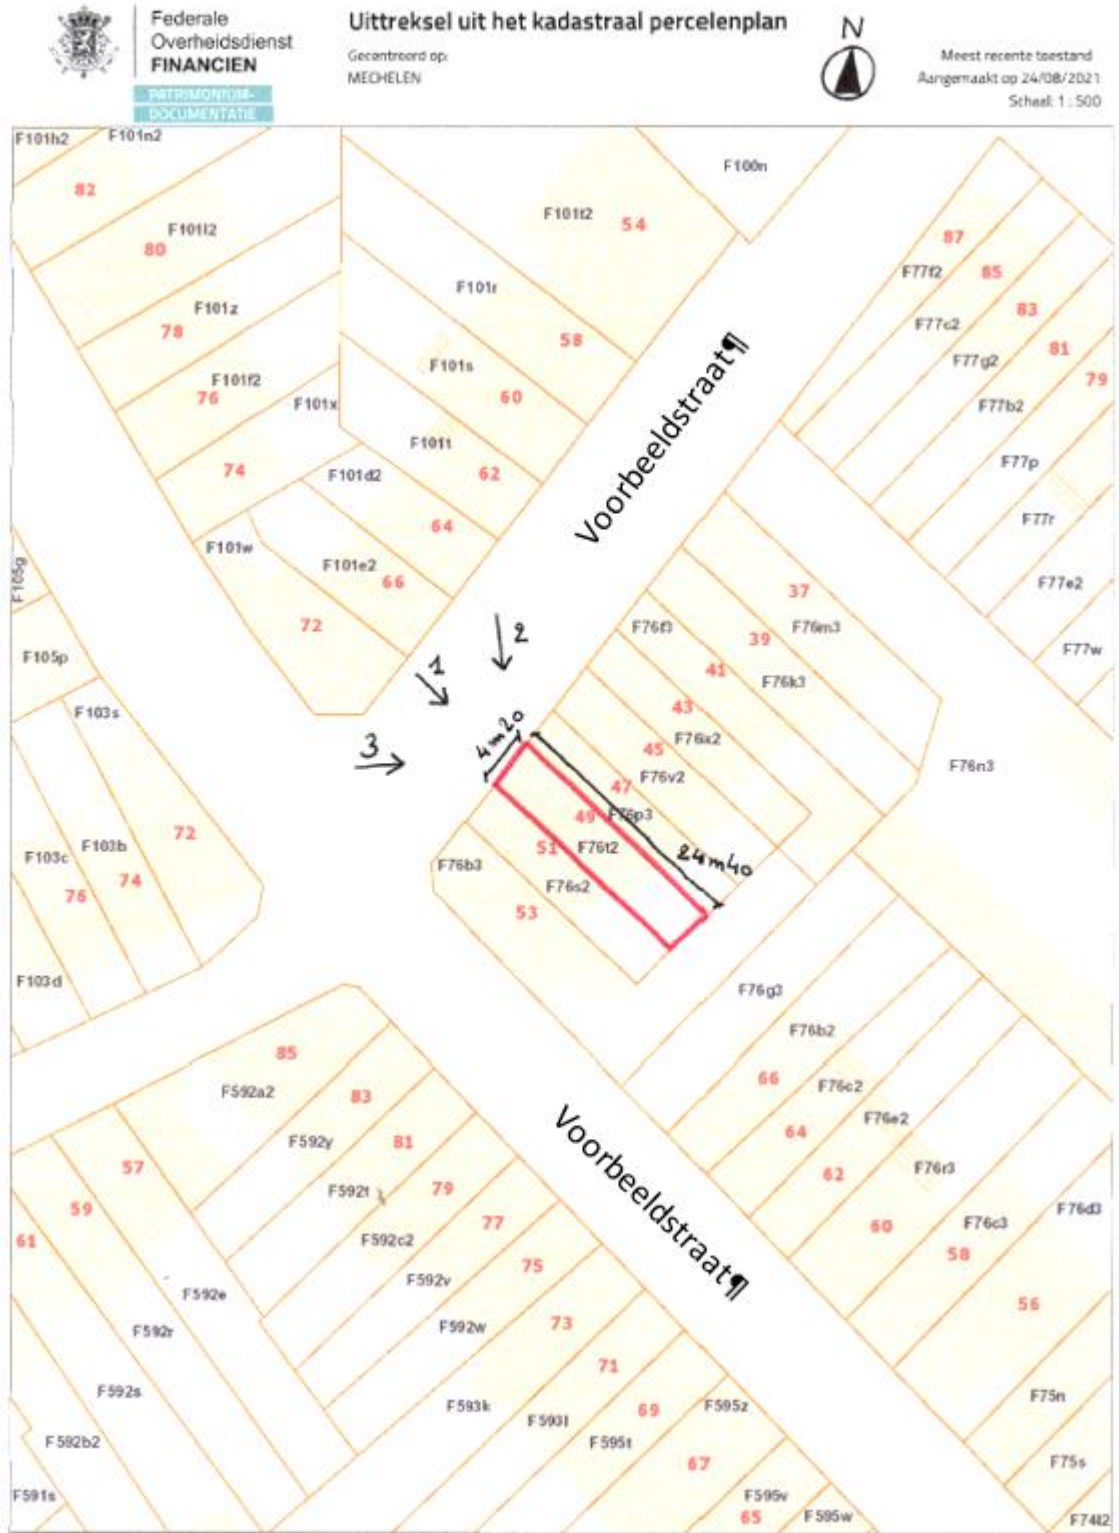 Federale
Overheidsdienst
FINANCIEN
PATRIMONIUM-
DOCUMENTATIE
Uittreksel uit het kadastraal percelenplan
Gecentreerd op:
MECHELEN
N
Meest recente toestand
Aangemaakt op 24/08/2021
Schaal: 1 : 500
F101h2
F101n2
82
F101l2
80
F101z
78
F101f2
76
F101x
74
F101w
72
F101t2
54
F100n
F101r
58
F101s
60
F101t
62
F101d2
64
F101e2
66
87
F77f2
85
F77c2
83
F77g2
81
F77b2
79
F77p
F77r
F77e2
F77w
Voorbeeldstraat¶
F105g
F105p
F103s
72
F103b
74
F103c
76
F103d
1
2
3
4m20
24m40
37
F76m3
F76f3
39
F76k3
41
43
F76x2
45
F76v2
47
F76p3
49
F76t2
51
F76s2
F76b3
53
F76n3
F76g3
F76b2
66
F76c2
64
F76e2
62
F76r3
60
F76c3
58
F76d3
56
F75n
F75s
F74l2
Voorbeeldstraat¶
85
F592a2
83
F592y
81
F592t
79
F592c2
77
F592v
75
F592w
73
F593k
71
F593l
69
F595t
F595z
67
F595v
65
F595w
57
59
61
F592e
F592r
F592s
F592b2
F591s